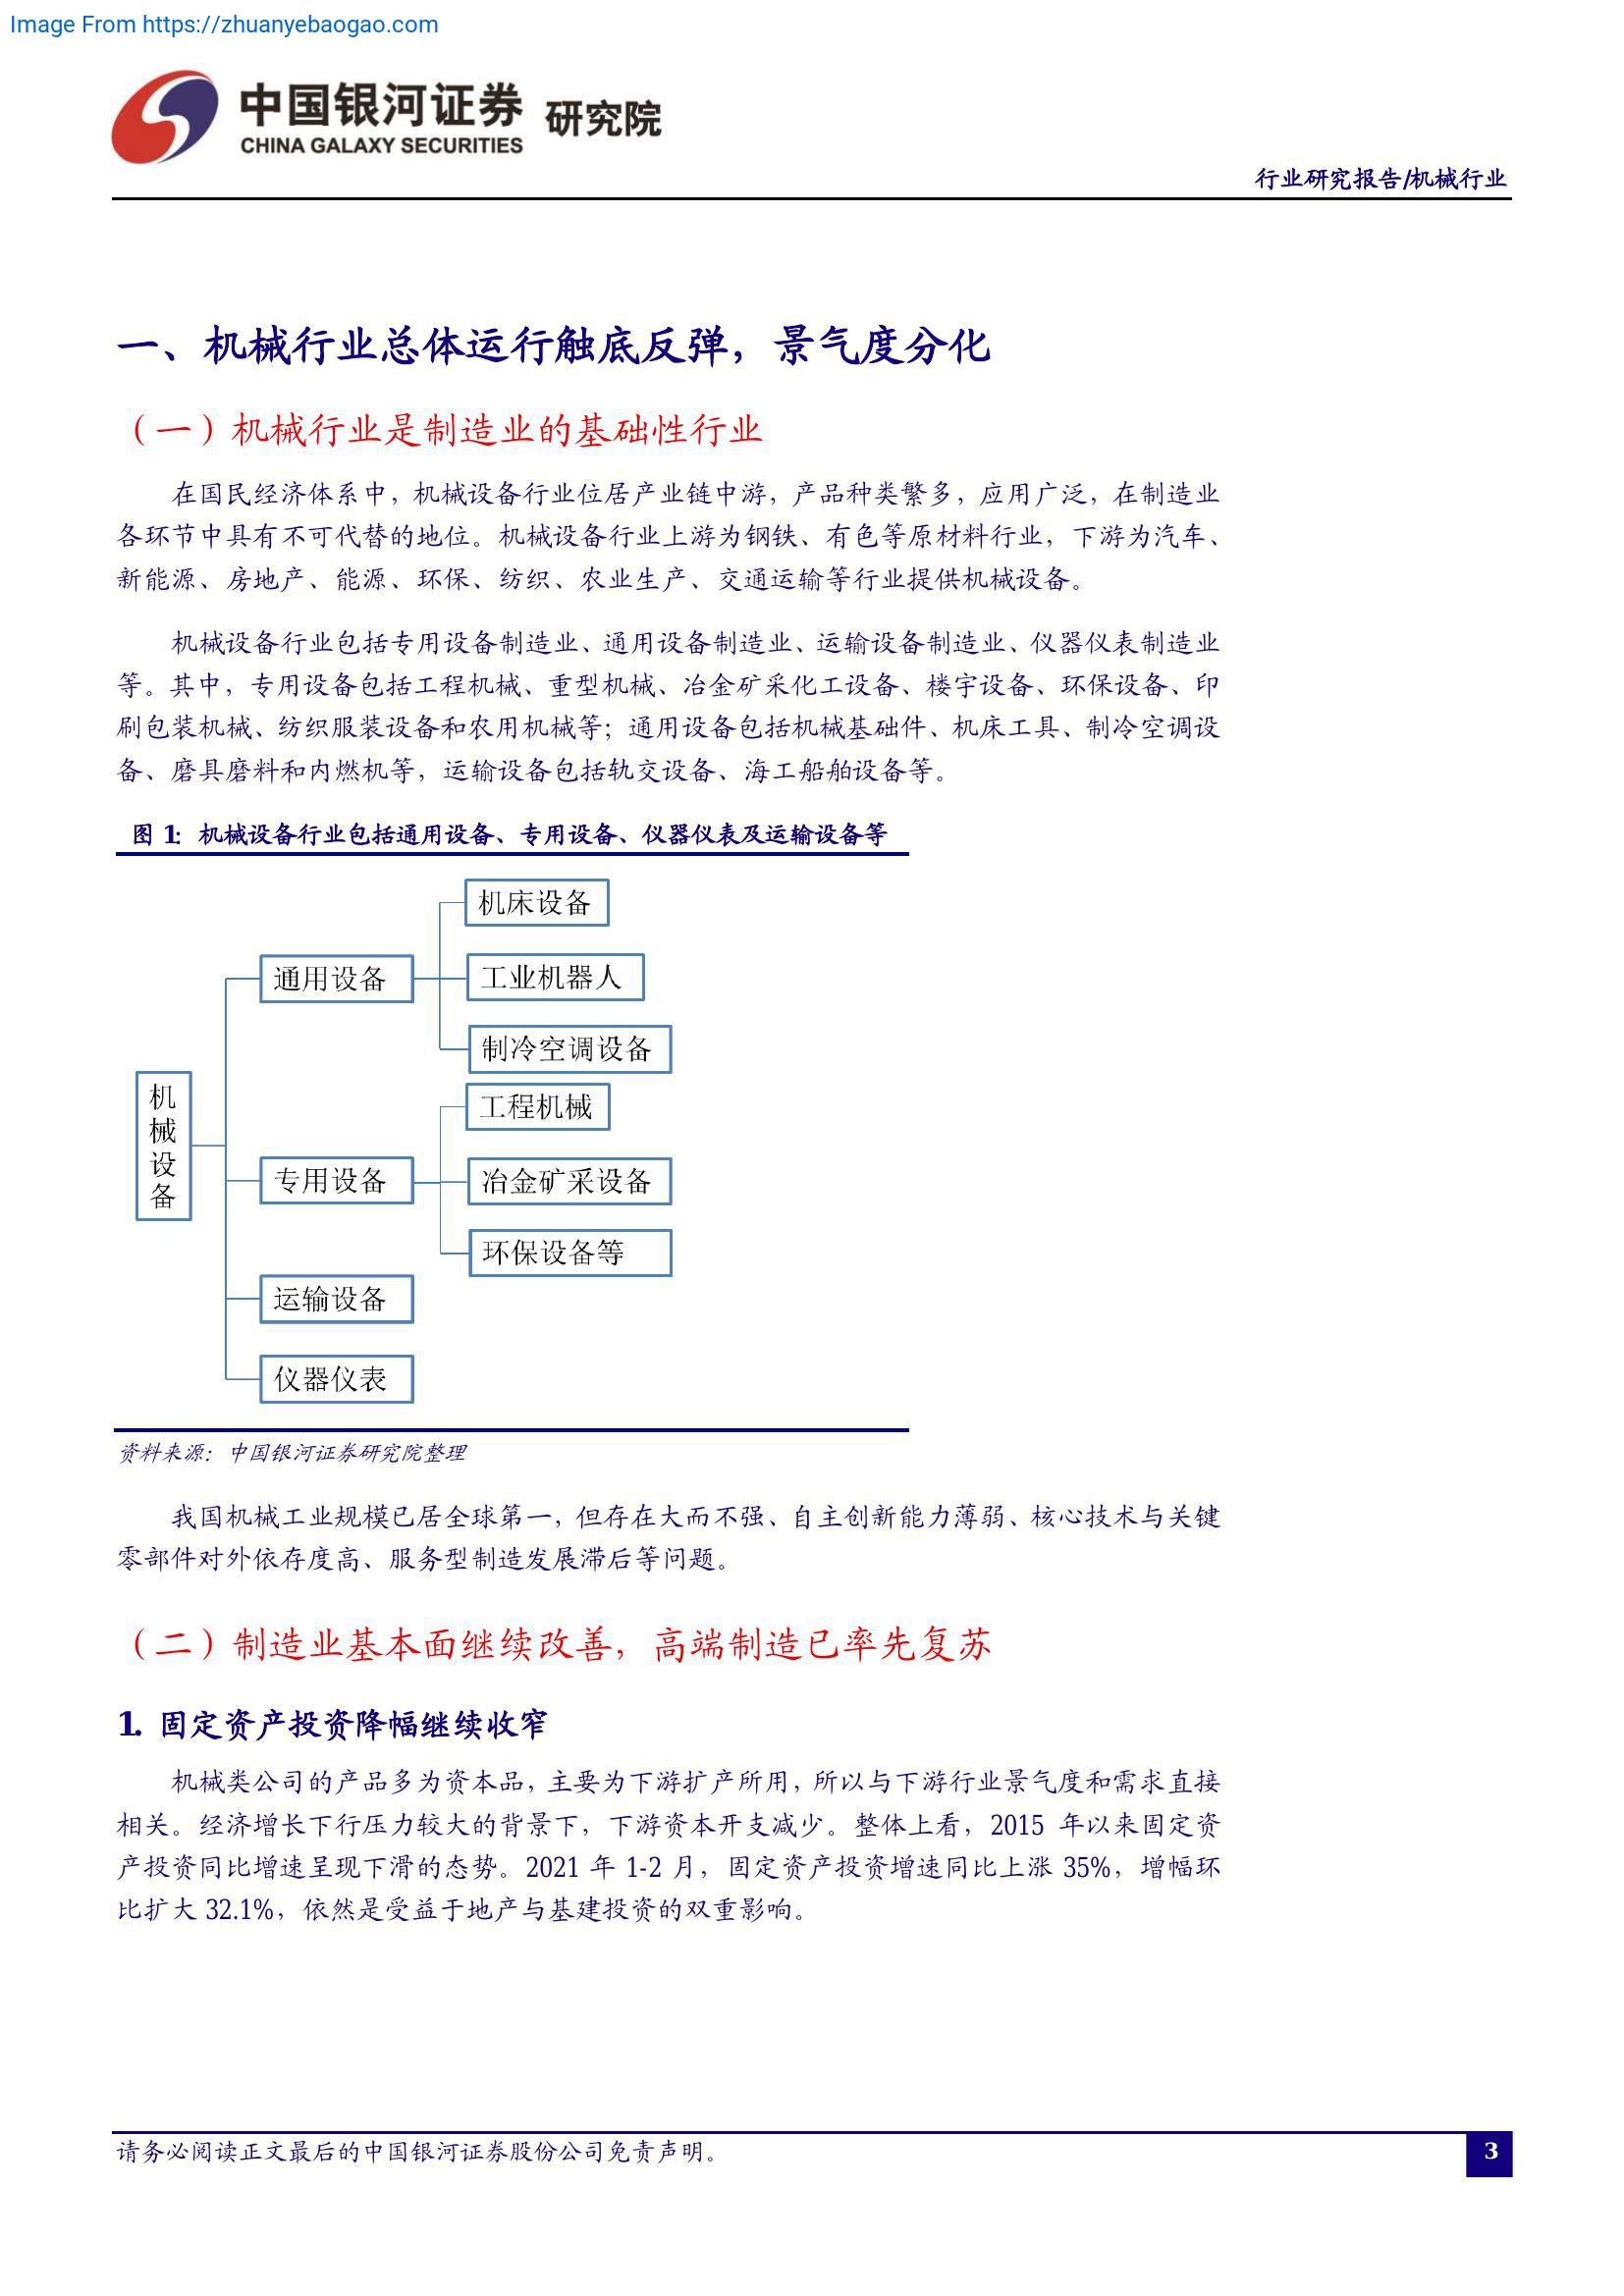 Image From https://zhuanyebaogao.com
中国银河证券 研究院
CHINA GALAXY SECURITIES
行业研究报告/机械行业
一、机械行业总体运行触底反弹，景气度分化
（一）机械行业是制造业的基础性行业
在国民经济体系中，机械设备行业位居产业链中游，产品种类繁多，应用广泛，在制造业
各环节中具有不可代替的地位。机械设备行业上游为钢铁、有色等原材料行业，下游为汽车、
新能源、房地产、能源、环保、纺织、农业生产、交通运输等行业提供机械设备。
机械设备行业包括专用设备制造业、通用设备制造业、运输设备制造业、仪器仪表制造业
等。其中，专用设备包括工程机械、重型机械、冶金矿采化工设备、楼宇设备、环保设备、印
刷包装机械、纺织服装设备和农用机械等；通用设备包括机械基础件、机床工具、制冷空调设
备、磨具磨料和内燃机等，运输设备包括轨交设备、海工船舶设备等。
图 1：机械设备行业包括通用设备、专用设备、仪器仪表及运输设备等
机床设备
通用设备
工业机器人
制冷空调设备
机械设备
工程机械
专用设备
冶金矿采设备
环保设备等
运输设备
仪器仪表
资料来源：中国银河证券研究院整理
我国机械工业规模已居全球第一，但存在大而不强、自主创新能力薄弱、核心技术与关键
零部件对外依存度高、服务型制造发展滞后等问题。
（二）制造业基本面继续改善，高端制造已率先复苏
1. 固定资产投资降幅继续收窄
机械类公司的产品多为资本品，主要为下游扩产所用，所以与下游行业景气度和需求直接
相关。经济增长下行压力较大的背景下，下游资本开支减少。整体上看，2015 年以来固定资
产投资同比增速呈现下滑的态势。2021 年 1-2 月，固定资产投资增速同比上涨 35%，增幅环
比扩大 32.1%，依然是受益于地产与基建投资的双重影响。
请务必阅读正文最后的中国银河证券股份公司免责声明。
3